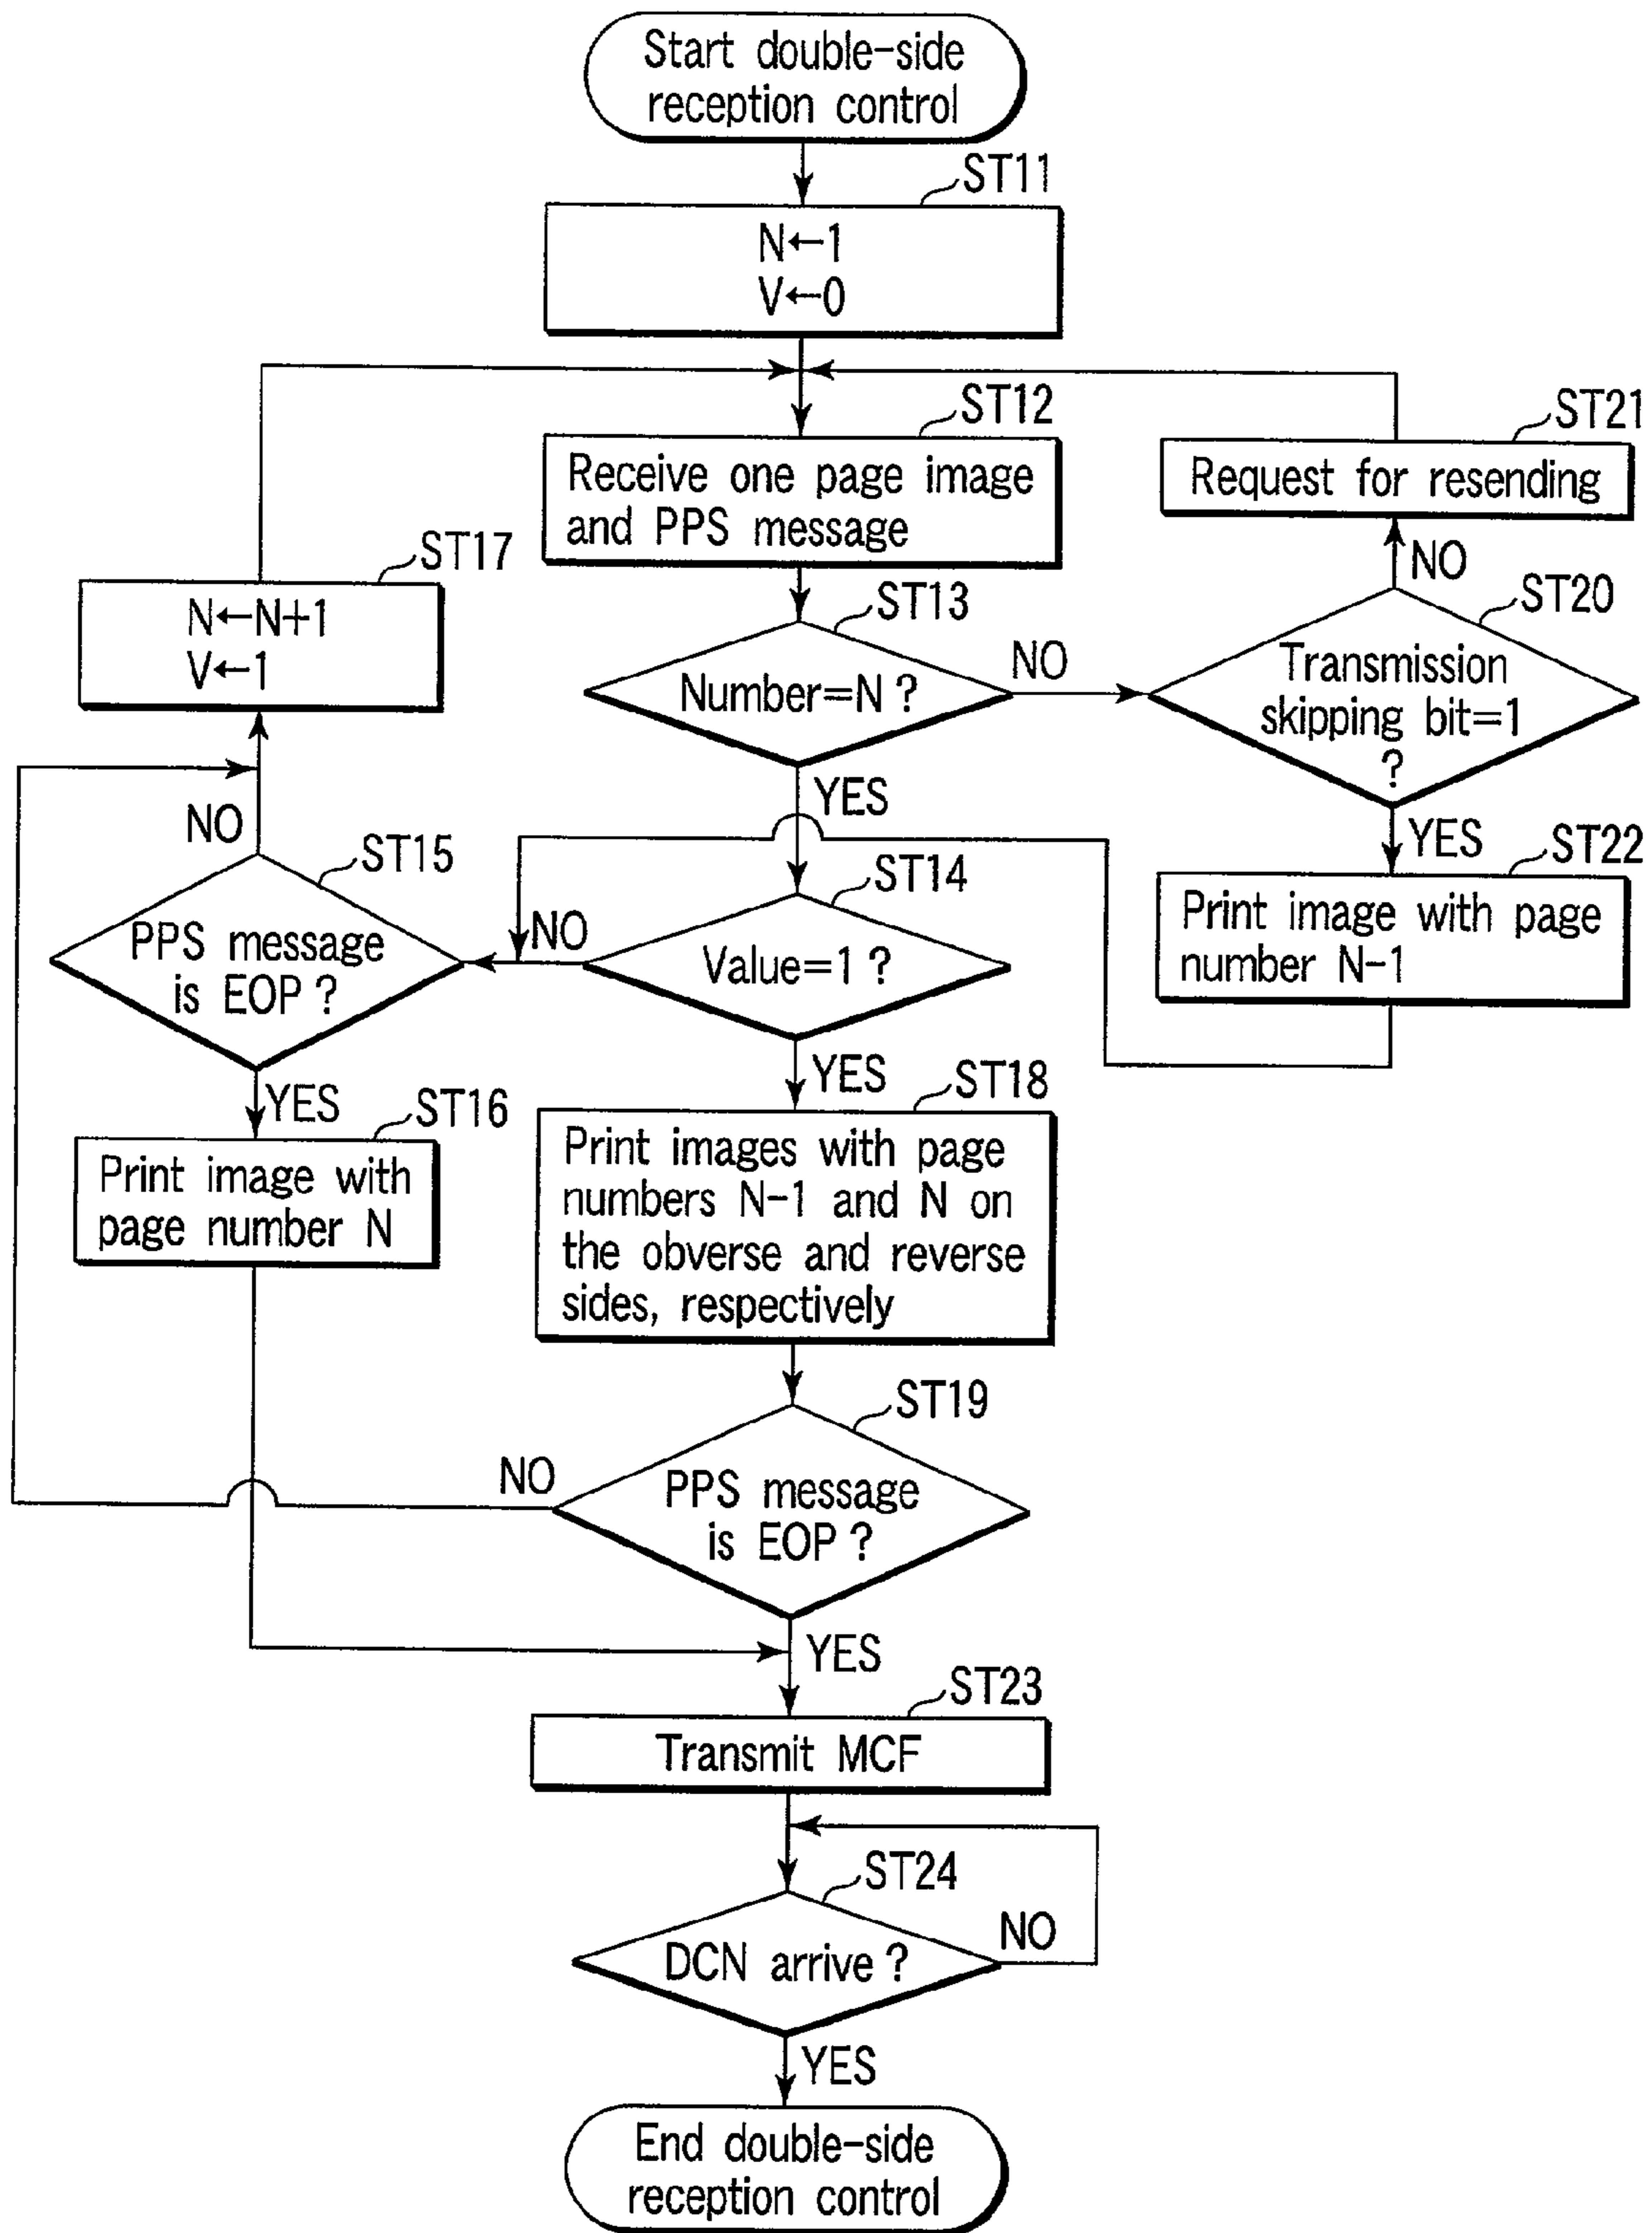 Start double-side
reception control
ST11
N←1
V←0
ST12
Receive one page image
and PPS message
ST21
Request for resending
NO
ST17
N←N+1
V←1
ST13
Number=N ?
NO
ST20
Transmission
skipping bit=1
?
YES
YES
NO
ST15
PPS message
is EOP ?
ST14
Value=1 ?
NO
ST22
Print image with page
number N-1
YES
ST16
Print image with
page number N
YES
ST18
Print images with page
numbers N-1 and N on
the obverse and reverse
sides, respectively
ST19
PPS message
is EOP ?
NO
YES
ST23
Transmit MCF
ST24
DCN arrive ?
NO
YES
End double-side
reception control